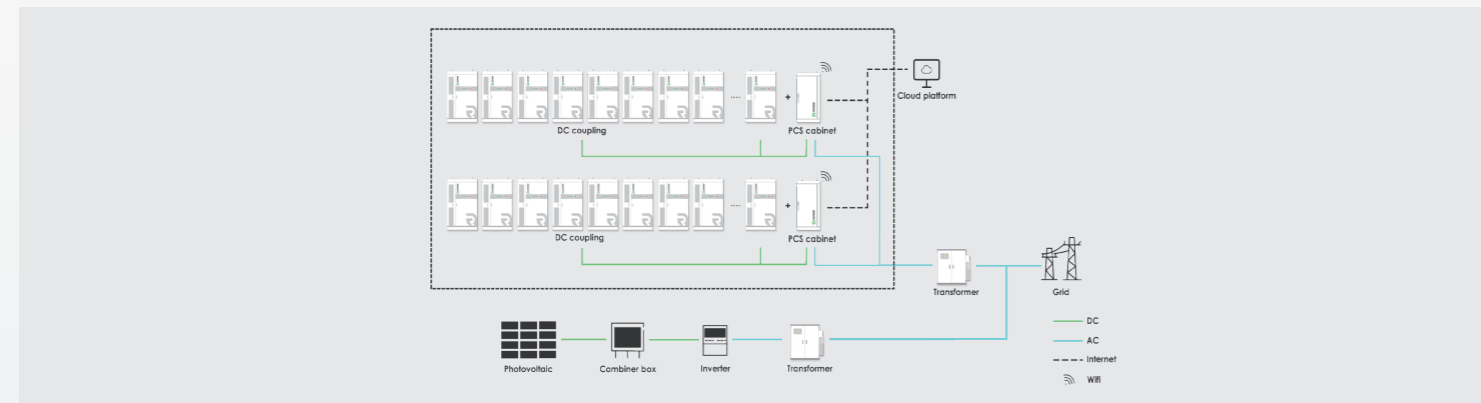 Cloud platform
DC coupling
PCS cabinet
DC coupling
PCS cabinet
Transformer
Grid
DC
AC
Internet
Wifi
Photovoltaic
Combiner box
Inverter
Transformer